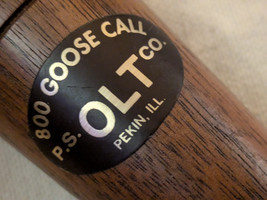 800 GOOSE CALL
P.S. OLT CO.
PEKIN, ILL.